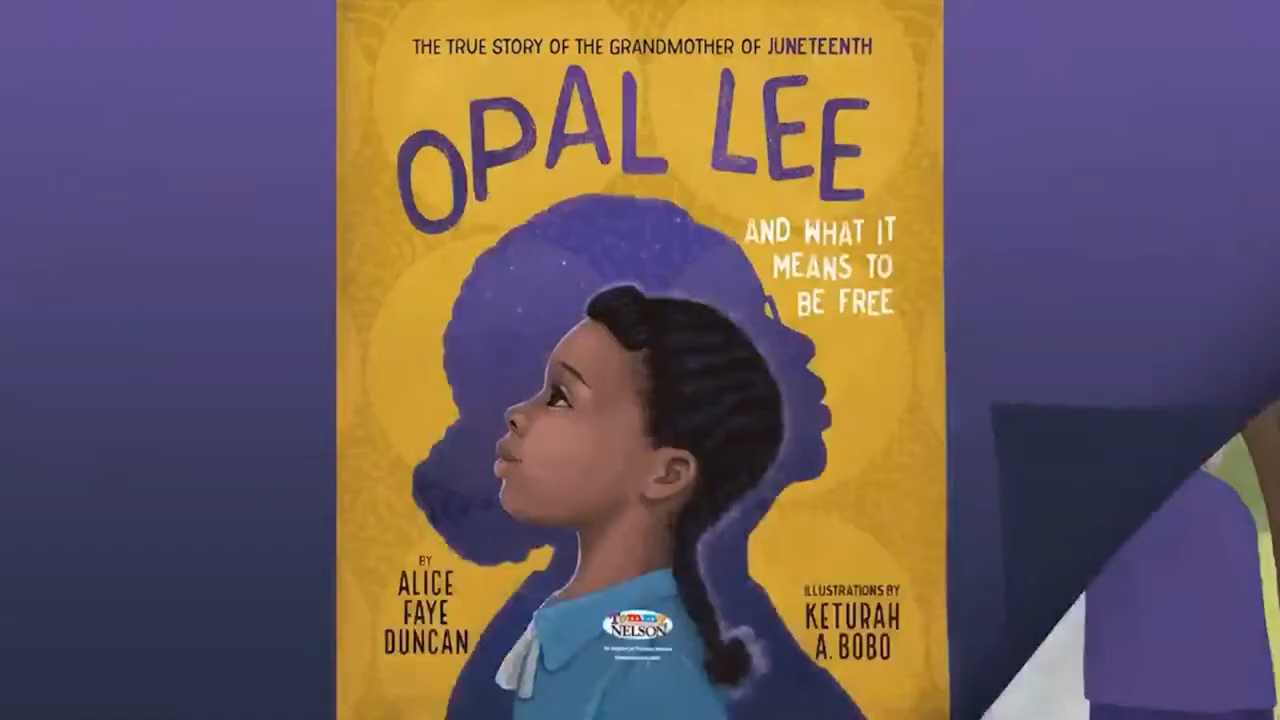 THE TRUE STORY OF THE GRANDMOTHER OF JUNETEENTH
OPAL LEE
AND WHAT IT
MEANS TO
BE FREE
BY
ALICE
FAYE
DUNCAN
ILLUSTRATIONS BY
KETURAH
A. BOBO
NELSON